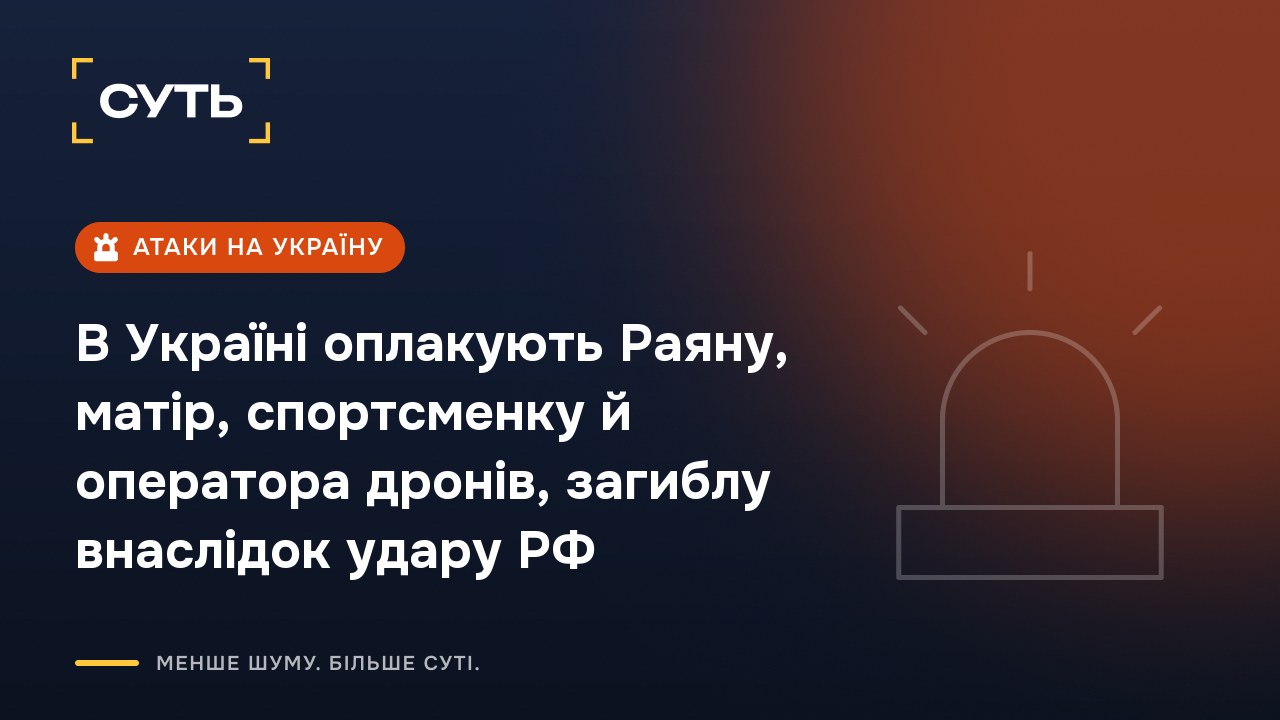 СУТЬ
АТАКИ НА УКРАЇНУ
В Україні оплакують Раяну,
матір, спортсменку й
оператора дронів, загиблу
внаслідок удару РФ
МЕНШЕ ШУМУ. БІЛЬШЕ СУТІ.